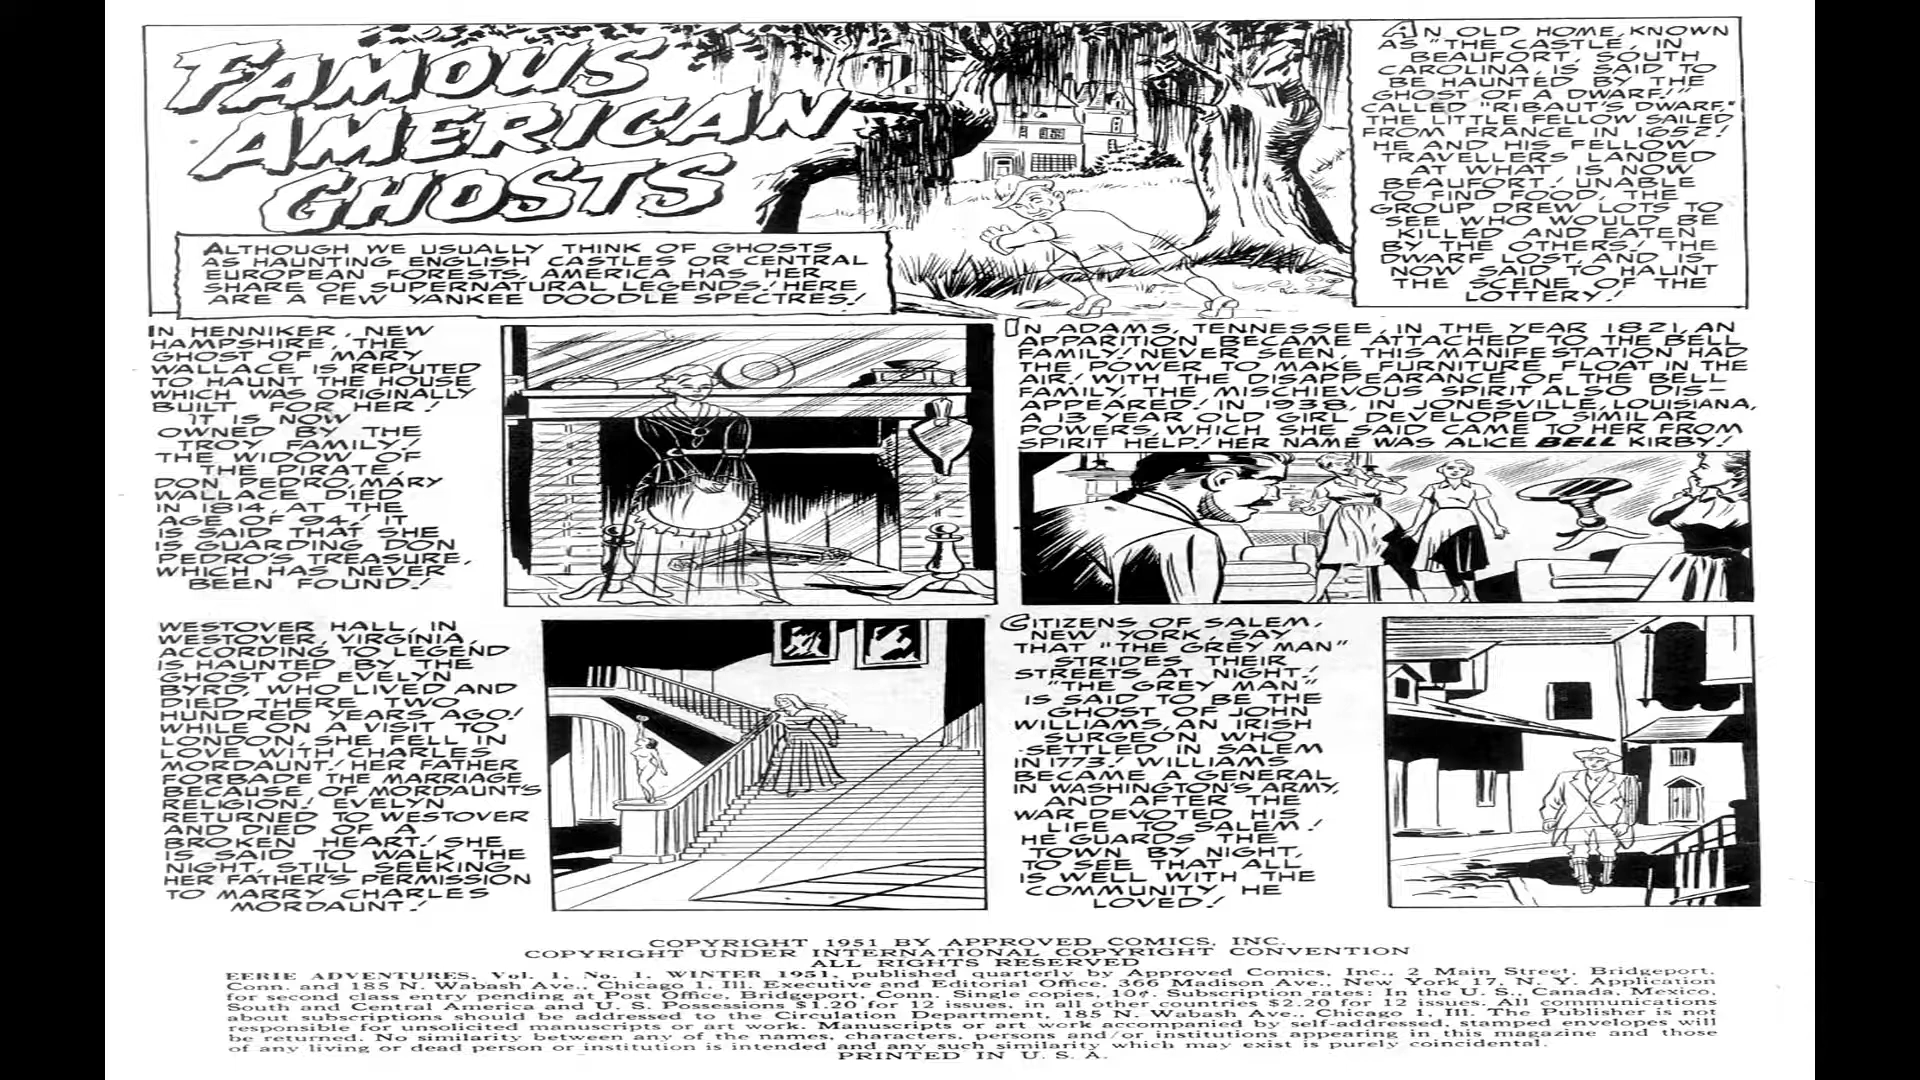 FAMOUS
AMERICAN
GHOSTS
ALTHOUGH WE USUALLY THINK OF GHOSTS
AS HAUNTING ENGLISH CASTLES OR CENTRAL
EUROPEAN FORESTS, AMERICA HAS HER
SHARE OF SUPERNATURAL LEGENDS! HERE
ARE A FEW YANKEE DOODLE SPECTRES!
AN OLD HOME, KNOWN
AS "THE CASTLE, IN
BEAUFORT, SOUTH
CAROLINA, IS SAID TO
BE HAUNTED BY THE
GHOST OF A DWARF!"
CALLED "RIBAUT'S DWARF."
THE LITTLE FELLOW SAILED
FROM FRANCE IN 1652!
HE AND HIS FELLOW
TRAVELLERS LANDED
AT WHAT IS NOW
BEAUFORT! UNABLE
TO FIND FOOD, THE
GROUP DREW LOTS TO
SEE WHO WOULD BE
KILLED AND EATEN
BY THE OTHERS! THE
DWARF LOST, AND IS
NOW SAID TO HAUNT
THE SCENE OF THE
LOTTERY!
IN HENNIKER, NEW
HAMPSHIRE, THE
GHOST OF MARY
WALLACE IS REPUTED
TO HAUNT THE HOUSE
WHICH WAS ORIGINALLY
BUILT FOR HER!
IT IS NOW
OWNED BY THE
TROY FAMILY!
THE WIDOW OF
THE PIRATE,
DON PEDRO, MARY
WALLACE DIED
IN 1814, AT THE
AGE OF 94! IT
IS SAID THAT SHE
IS GUARDING DON
PEDRO'S TREASURE,
WHICH HAS NEVER
BEEN FOUND!
IN ADAMS, TENNESSEE, IN THE YEAR 1821, AN
APPARITION BECAME ATTACHED TO THE BELL
FAMILY! NEVER SEEN, THIS MANIFESTATION HAD
THE POWER TO MAKE FURNITURE FLOAT IN THE
AIR! WITH THE DISAPPEARANCE OF THE BELL
FAMILY, THE MISCHIEVOUS SPIRIT ALSO DIS-
APPEARED! IN 1938, IN JONESVILLE, LOUISIANA,
A 13 YEAR OLD GIRL DEVELOPED SIMILAR
POWERS, WHICH SHE SAID CAME TO HER FROM
SPIRIT HELP! HER NAME WAS ALICE BELL KIRBY!
WESTOVER HALL, IN
WESTOVER, VIRGINIA,
ACCORDING TO LEGEND
IS HAUNTED BY THE
GHOST OF EVELYN
BYRD, WHO LIVED AND
DIED THERE TWO
HUNDRED YEARS AGO!
WHILE ON A VISIT TO
LONDON, SHE FELL IN
LOVE WITH CHARLES
MORDAUNT! HER FATHER
FORBADE THE MARRIAGE
BECAUSE OF MORDAUNT'S
RELIGION! EVELYN
RETURNED TO WESTOVER
AND DIED OF A
BROKEN HEART! SHE
IS SAID TO WALK THE
NIGHT, STILL SEEKING
HER FATHER'S PERMISSION
TO MARRY CHARLES
MORDAUNT!
CITIZENS OF SALEM,
NEW YORK, SAY
THAT "THE GREY MAN"
STRIDES THEIR
STREETS AT NIGHT!
"THE GREY MAN"
IS SAID TO BE THE
GHOST OF JOHN
WILLIAMS, AN IRISH
SURGEON WHO
SETTLED IN SALEM
IN 1773! WILLIAMS
BECAME A GENERAL
IN WASHINGTON'S ARMY,
AND AFTER THE
WAR DEVOTED HIS
LIFE TO SALEM!
HE GUARDS THE
TOWN BY NIGHT,
TO SEE THAT ALL
IS WELL WITH THE
COMMUNITY HE
LOVED!
COPYRIGHT 1951 BY APPROVED COMICS, INC.
COPYRIGHT UNDER INTERNATIONAL COPYRIGHT CONVENTION
ALL RIGHTS RESERVED
EERIE ADVENTURES, Vol. 1, No. 1, WINTER 1951, published quarterly by Approved Comics, Inc., 2 Main Street, Bridgeport,
Conn. and 185 N. Wabash Ave., Chicago 1, Ill. Executive and Editorial Office, 366 Madison Ave., New York 17, N. Y. Application
for second class entry pending at Post Office, Bridgeport, Conn. Single copies, 10¢. Subscription rates: In the U. S., Canada, Mexico,
South and Central America and U. S. Possessions $1.20 for 12 issues, in all other countries $2.20 for 12 issues. All communications
about subscriptions should be addressed to the Circulation Department, 185 N. Wabash Ave., Chicago 1, Ill. The Publisher is not
responsible for unsolicited manuscripts or art work. Manuscripts or art work accompanied by self-addressed, stamped envelopes will
be returned. No similarity between any of the names, characters, persons and/or institutions appearing in this magazine and those
of any living or dead person or institution is intended and any such similarity which may exist is purely coincidental.
PRINTED IN U. S. A.